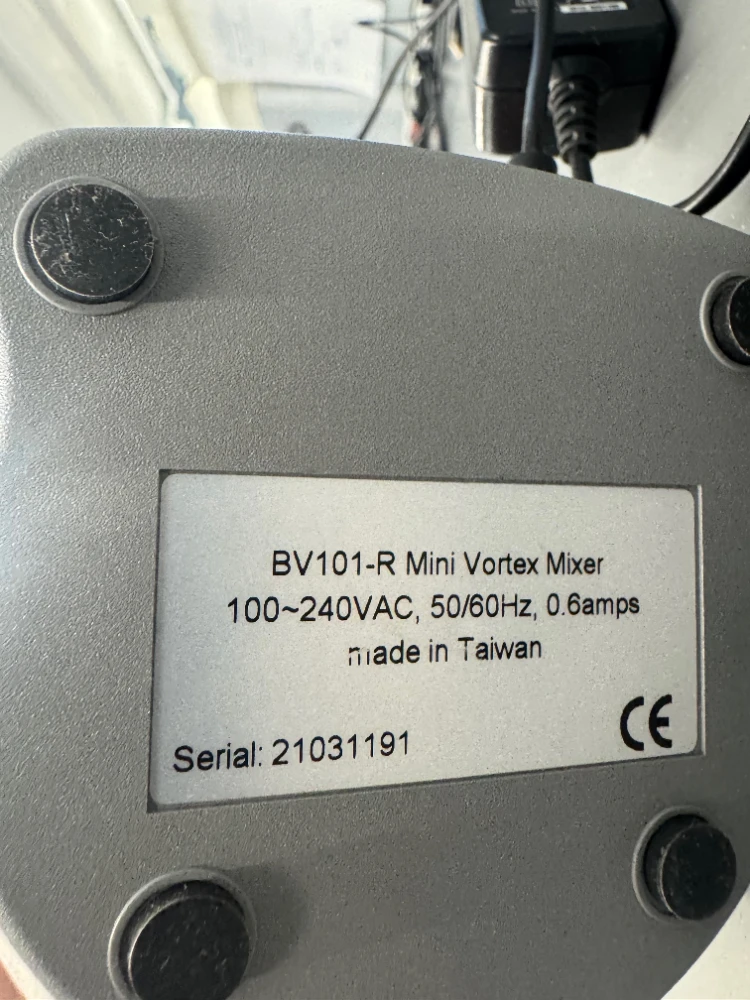 BV101-R Mini Vortex Mixer
100~240VAC, 50/60Hz, 0.6amps
made in Taiwan
Serial: 21031191
CE